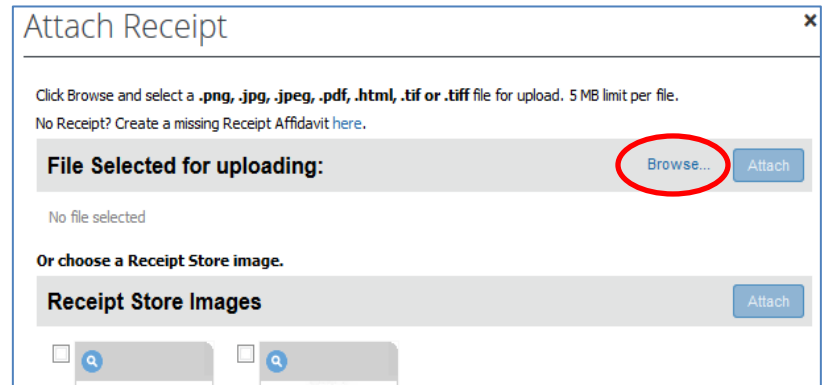 Attach Receipt
Click Browse and select a .png, .jpg, .jpeg, .pdf, .html, .tif or .tiff file for upload. 5 MB limit per file.
No Receipt? Create a missing Receipt Affidavit here.
File Selected for uploading: Browse... Attach
No file selected
Or choose a Receipt Store image.
Receipt Store Images Attach